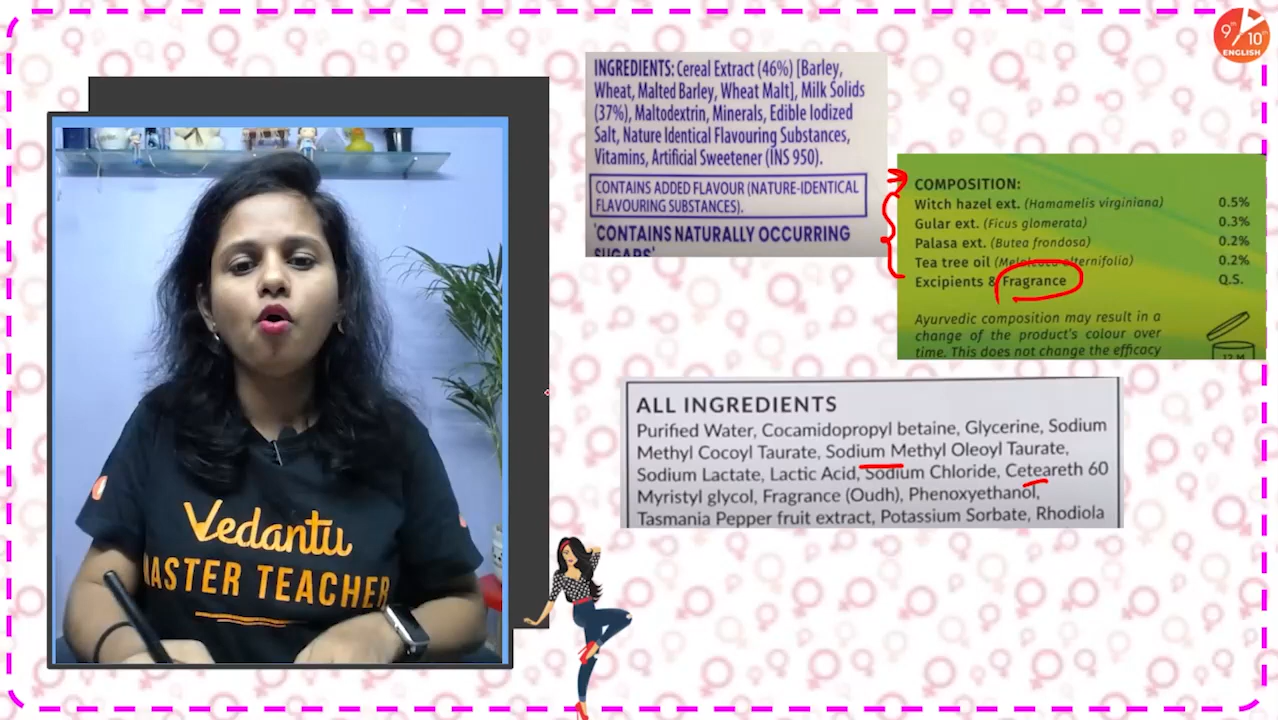 9th 10th
ENGLISH
INGREDIENTS: Cereal Extract (46%) [Barley,
Wheat, Malted Barley, Wheat Malt], Milk Solids
(37%), Maltodextrin, Minerals, Edible Iodized
Salt, Nature Identical Flavouring Substances,
Vitamins, Artificial Sweetener (INS 950).
CONTAINS ADDED FLAVOUR (NATURE-IDENTICAL
FLAVOURING SUBSTANCES).
'CONTAINS NATURALLY OCCURRING
SUGARS'
COMPOSITION:
Witch hazel ext. (Hamamelis virginiana) 0.5%
Gular ext. (Ficus glomerata) 0.3%
Palasa ext. (Butea frondosa) 0.2%
Tea tree oil (Melaleuca alternifolia) 0.2%
Excipients & Fragrance Q.S.
Ayurvedic composition may result in a
change of the product's colour over
time. This does not change the efficacy
12 M
ALL INGREDIENTS
Purified Water, Cocamidopropyl betaine, Glycerine, Sodium
Methyl Cocoyl Taurate, Sodium Methyl Oleoyl Taurate,
Sodium Lactate, Lactic Acid, Sodium Chloride, Ceteareth 60
Myristyl glycol, Fragrance (Oudh), Phenoxyethanol,
Tasmania Pepper fruit extract, Potassium Sorbate, Rhodiola
Vedantu
MASTER TEACHER